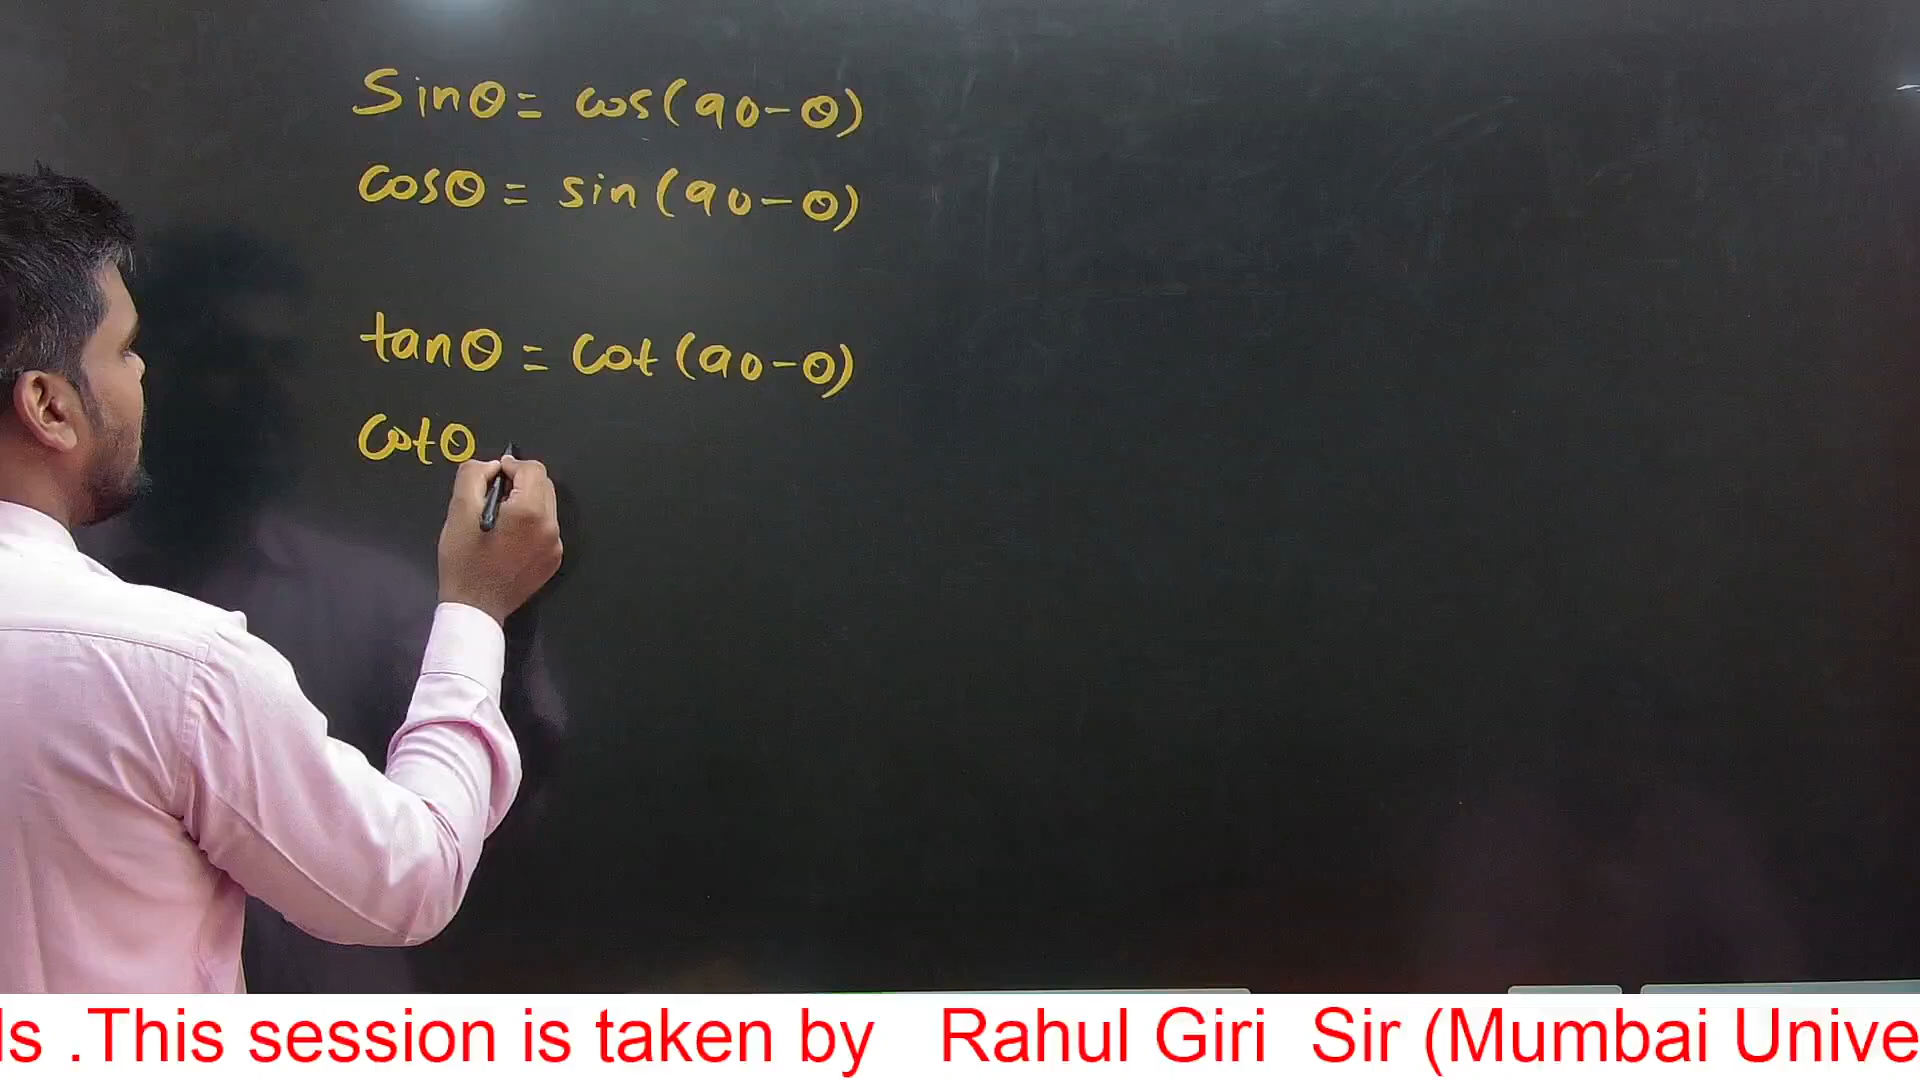 Sinθ = cos(90-θ)
cosθ = sin(90-θ)
tanθ = cot(90-θ)
cotθ
ls .This session is taken by Rahul Giri Sir (Mumbai Unive